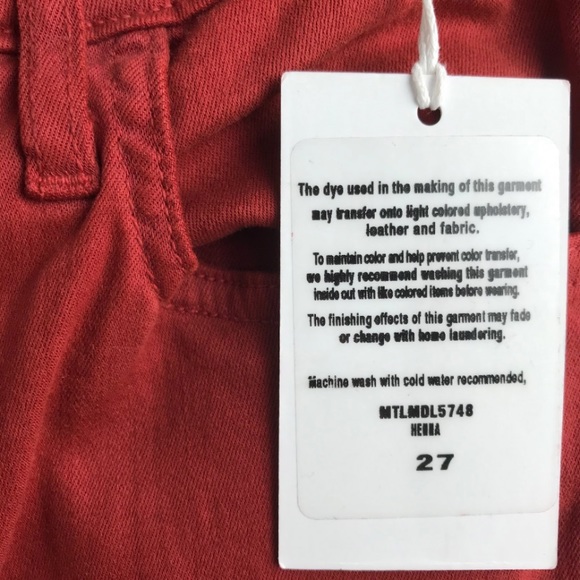 The dye used in the making of this garment
may transfer onto light colored upholstery,
leather and fabric.
To maintain color and help prevent color transfer,
we highly recommend washing this garment
inside out with like colored items before wearing.
The finishing effects of this garment may fade
or change with home laundering.
Machine wash with cold water recommended,
MTLMDL5748
HENNA
27